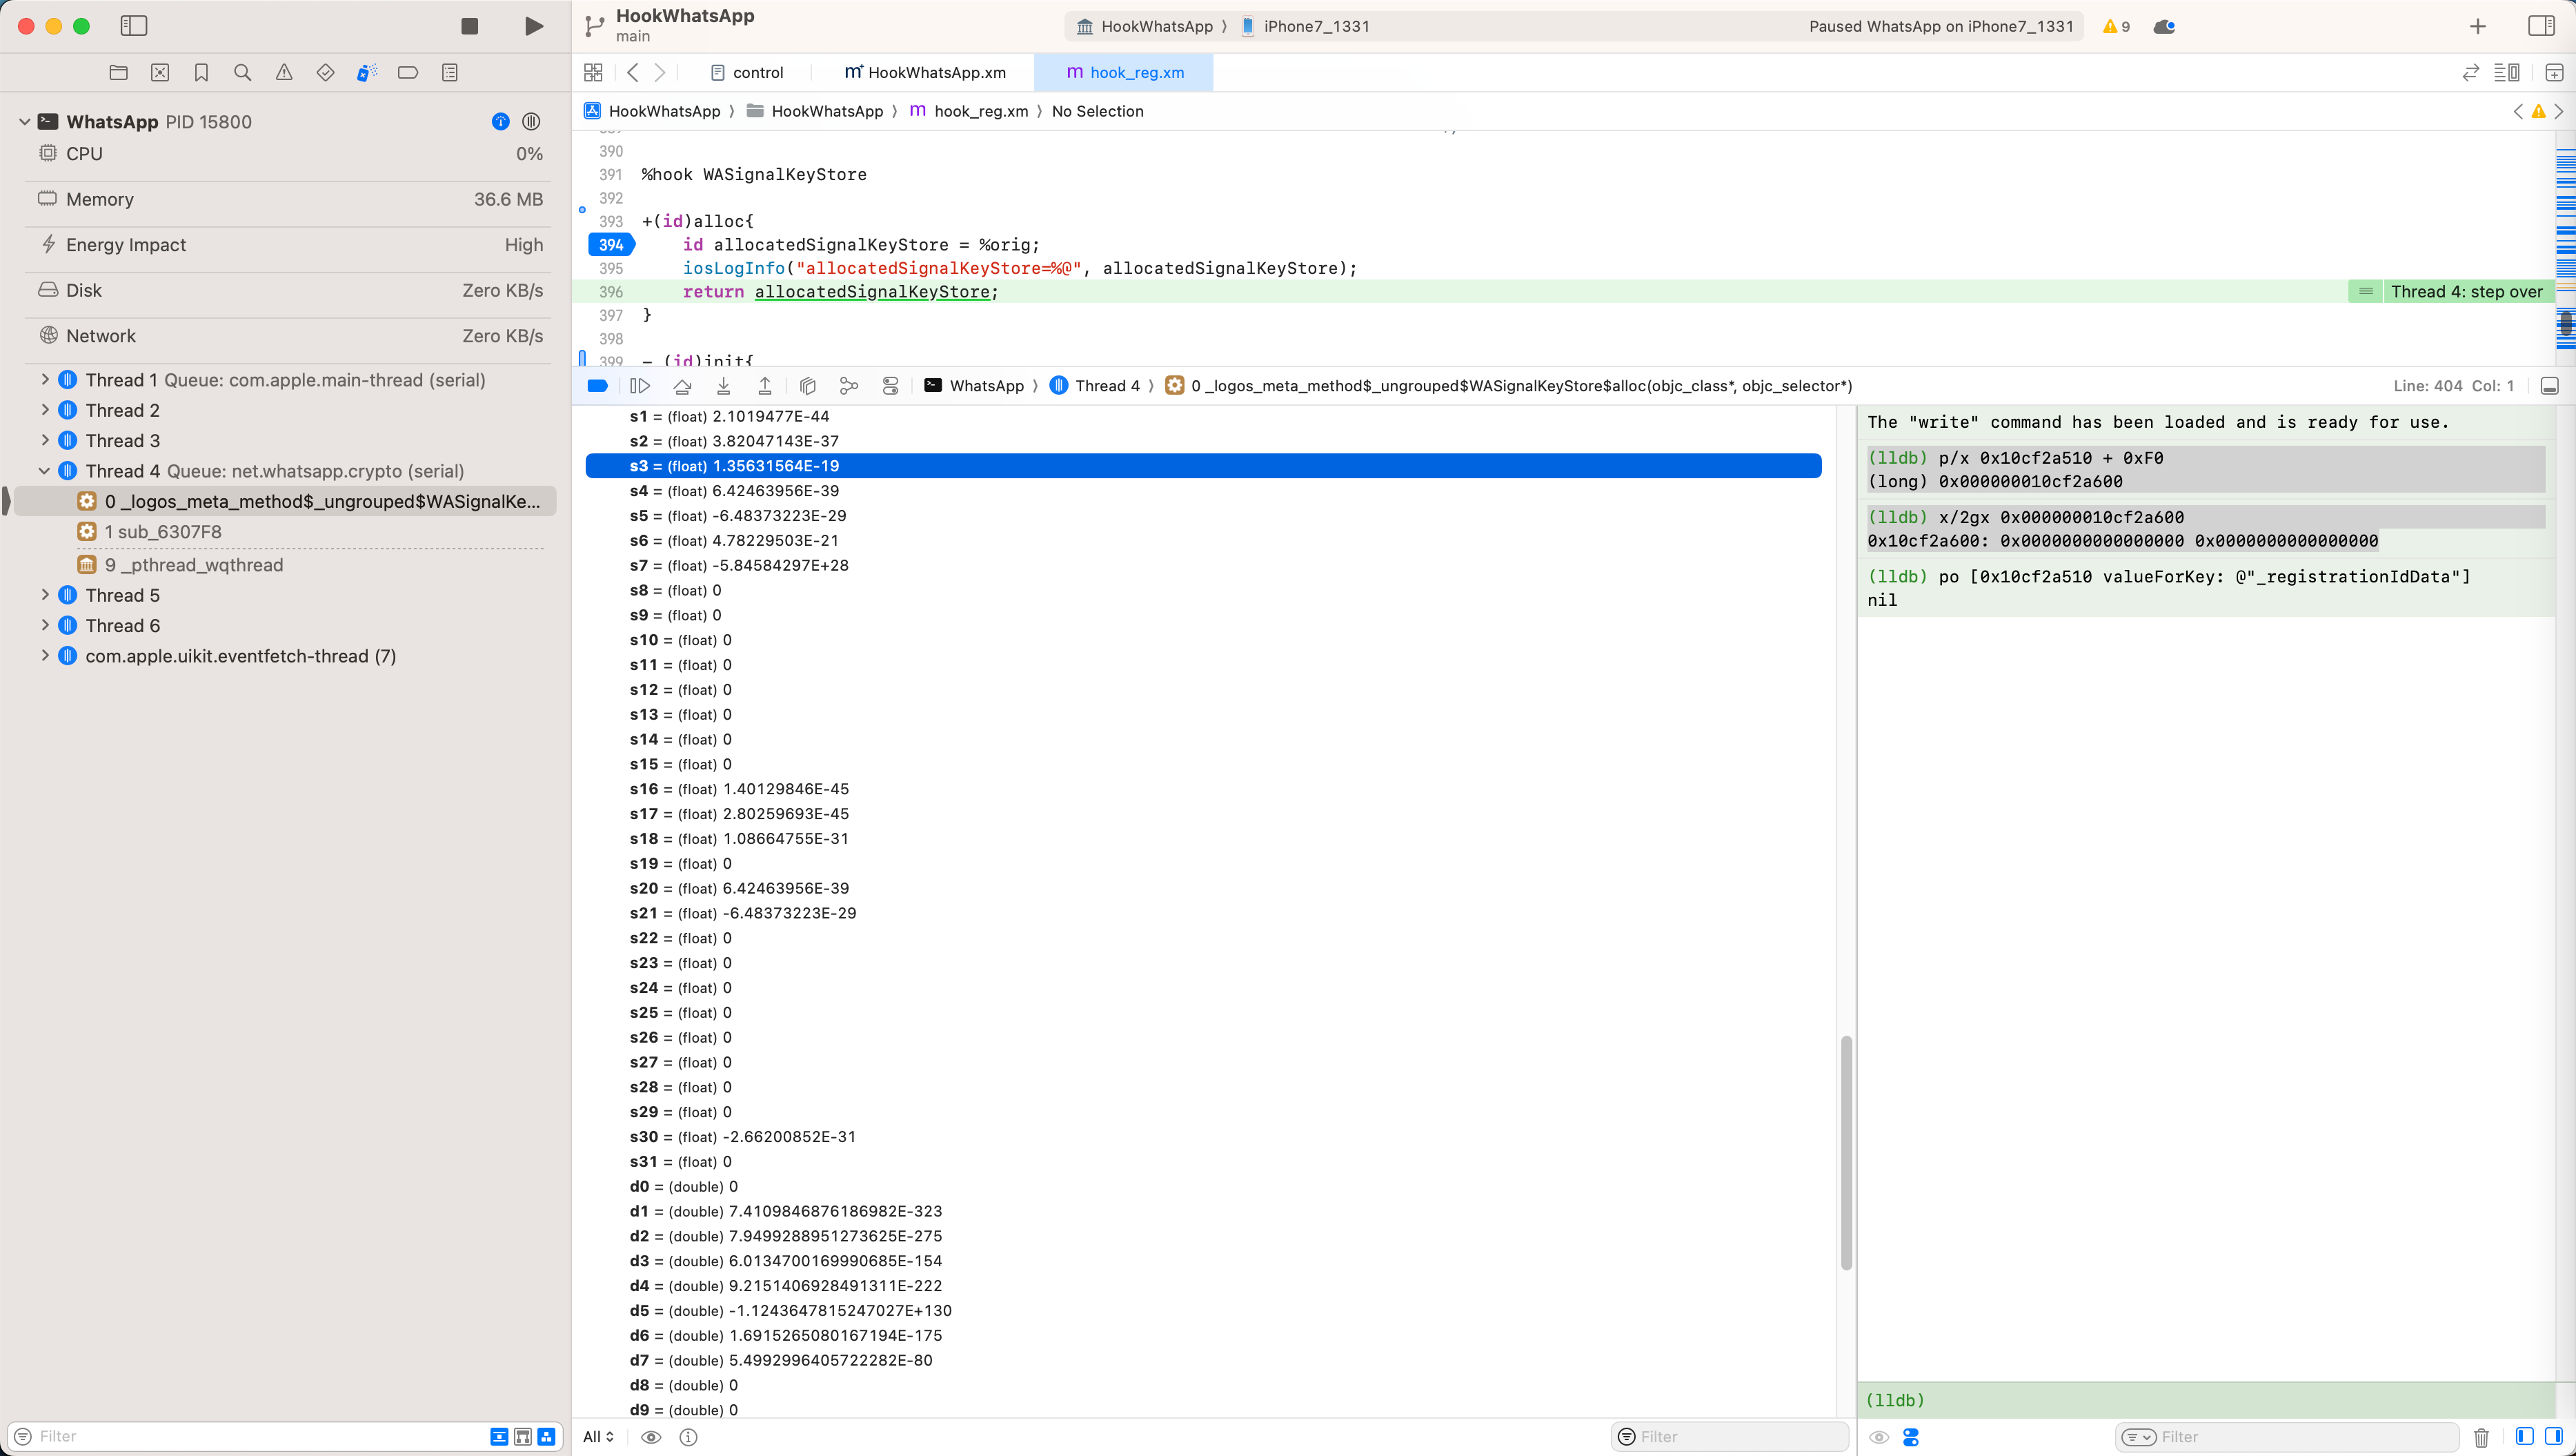 HookWhatsApp
main
HookWhatsApp 〉 iPhone7_1331
Paused WhatsApp on iPhone7_1331
9
control
HookWhatsApp.xm
hook_reg.xm
HookWhatsApp 〉 HookWhatsApp 〉 hook_reg.xm 〉 No Selection
WhatsApp PID 15800
CPU 0%
Memory 36.6 MB
Energy Impact High
Disk Zero KB/s
Network Zero KB/s
Thread 1 Queue: com.apple.main-thread (serial)
Thread 2
Thread 3
Thread 4 Queue: net.whatsapp.crypto (serial)
0 _logos_meta_method$_ungrouped$WASignalKe...
1 sub_6307F8
9 _pthread_wqthread
Thread 5
Thread 6
com.apple.uikit.eventfetch-thread (7)
Filter
390
391 %hook WASignalKeyStore
392
393 +(id)alloc{
394 id allocatedSignalKeyStore = %orig;
395 iosLogInfo("allocatedSignalKeyStore=%@", allocatedSignalKeyStore);
396 return allocatedSignalKeyStore;
Thread 4: step over
397 }
398
399 - (id)init{
WhatsApp 〉 Thread 4 〉 0 _logos_meta_method$_ungrouped$WASignalKeyStore$alloc(objc_class*, objc_selector*)
Line: 404 Col: 1
s1 = (float) 2.1019477E-44
s2 = (float) 3.82047143E-37
s3 = (float) 1.35631564E-19
s4 = (float) 6.42463956E-39
s5 = (float) -6.48373223E-29
s6 = (float) 4.78229503E-21
s7 = (float) -5.84584297E+28
s8 = (float) 0
s9 = (float) 0
s10 = (float) 0
s11 = (float) 0
s12 = (float) 0
s13 = (float) 0
s14 = (float) 0
s15 = (float) 0
s16 = (float) 1.40129846E-45
s17 = (float) 2.80259693E-45
s18 = (float) 1.08664755E-31
s19 = (float) 0
s20 = (float) 6.42463956E-39
s21 = (float) -6.48373223E-29
s22 = (float) 0
s23 = (float) 0
s24 = (float) 0
s25 = (float) 0
s26 = (float) 0
s27 = (float) 0
s28 = (float) 0
s29 = (float) 0
s30 = (float) -2.66200852E-31
s31 = (float) 0
d0 = (double) 0
d1 = (double) 7.4109846876186982E-323
d2 = (double) 7.9499288951273625E-275
d3 = (double) 6.0134700169990685E-154
d4 = (double) 9.2151406928491311E-222
d5 = (double) -1.1243647815247027E+130
d6 = (double) 1.6915265080167194E-175
d7 = (double) 5.4992996405722282E-80
d8 = (double) 0
d9 = (double) 0
All
Filter
The "write" command has been loaded and is ready for use.
(lldb) p/x 0x10cf2a510 + 0xF0
(long) 0x000000010cf2a600
(lldb) x/2gx 0x000000010cf2a600
0x10cf2a600: 0x0000000000000000 0x0000000000000000
(lldb) po [0x10cf2a510 valueForKey: @"_registrationIdData"]
nil
(lldb)
Filter